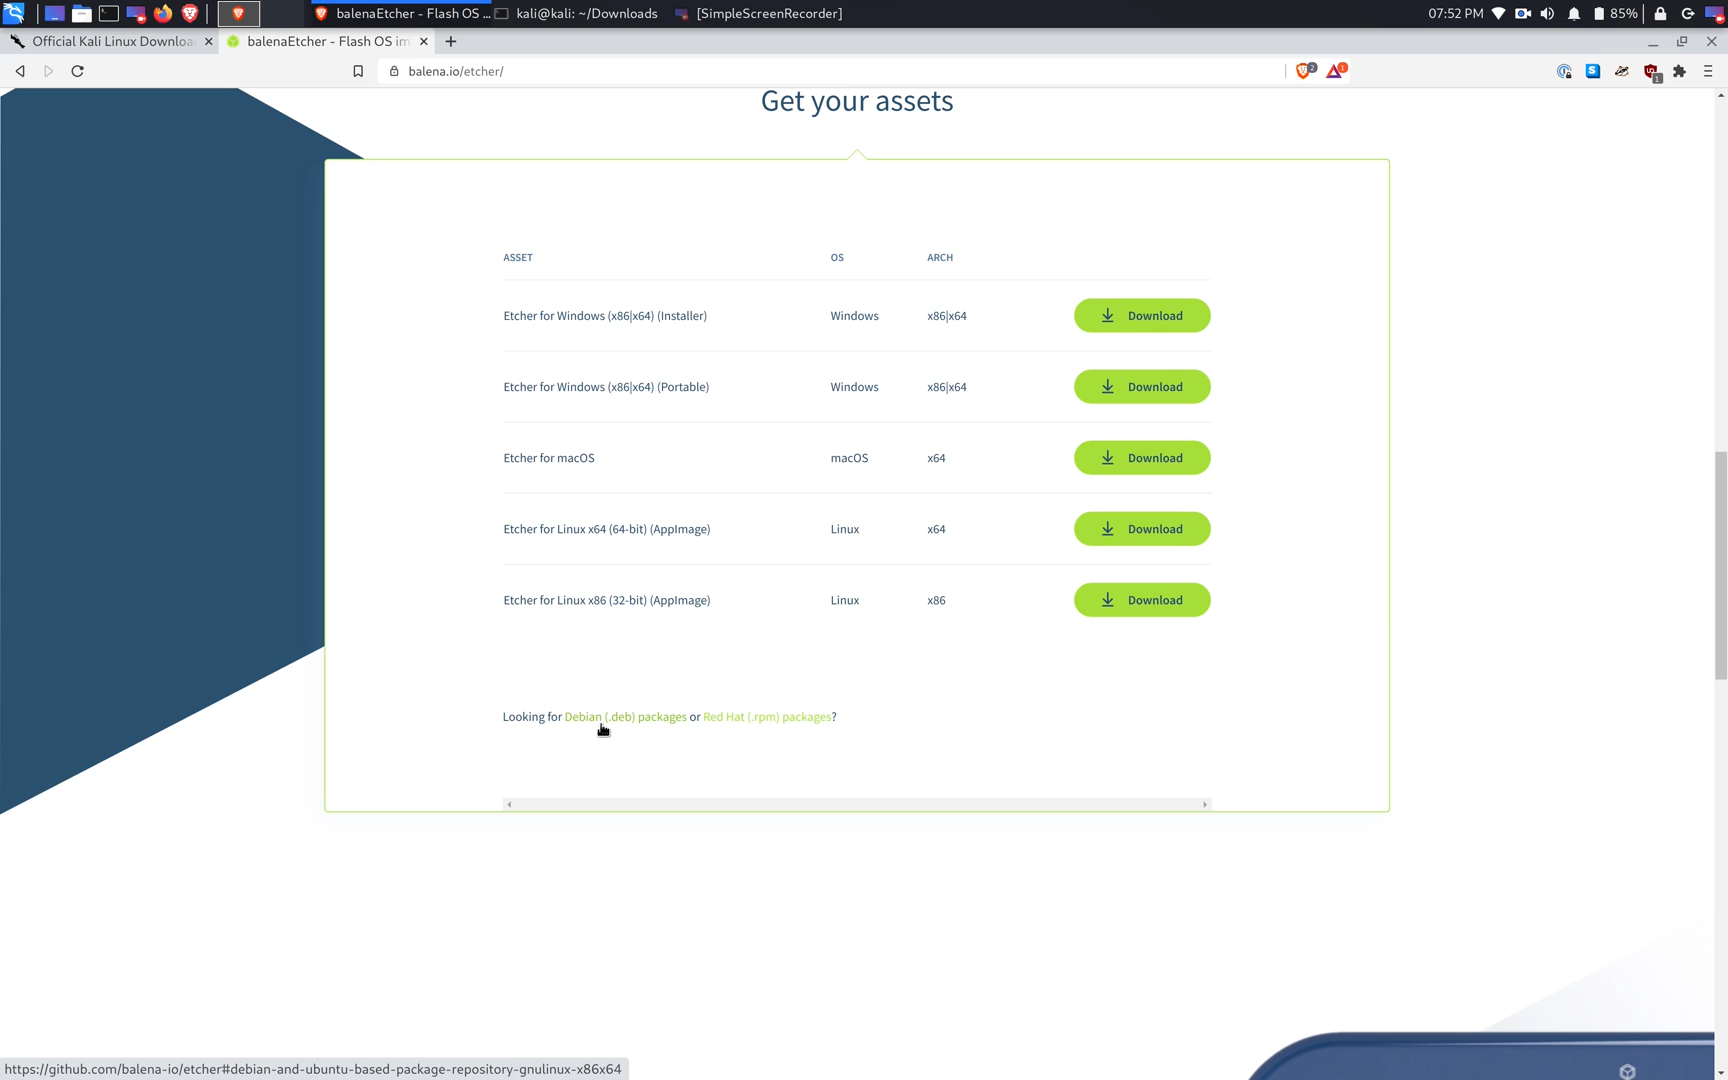 balenaEtcher - Flash OS ...
kali@kali: ~/Downloads
[SimpleScreenRecorder]
07:52 PM
85%
Official Kali Linux Downloa
balenaEtcher - Flash OS im
balena.io/etcher/
2
1
1
Get your assets
ASSET OS ARCH
Etcher for Windows (x86|x64) (Installer) Windows x86|x64 Download
Etcher for Windows (x86|x64) (Portable) Windows x86|x64 Download
Etcher for macOS macOS x64 Download
Etcher for Linux x64 (64-bit) (AppImage) Linux x64 Download
Etcher for Linux x86 (32-bit) (AppImage) Linux x86 Download
Looking for Debian (.deb) packages or Red Hat (.rpm) packages?
https://github.com/balena-io/etcher#debian-and-ubuntu-based-package-repository-gnulinux-x86x64